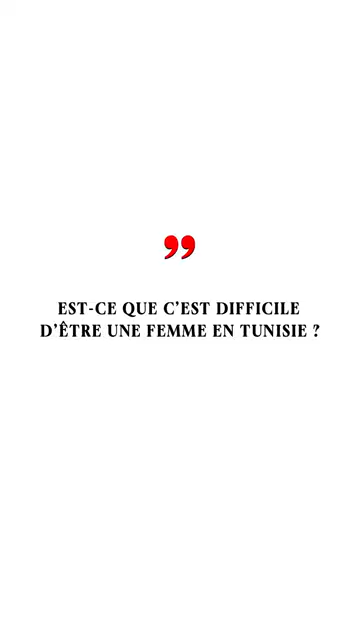 ”
EST-CE QUE C’EST DIFFICILE
D’ÊTRE UNE FEMME EN TUNISIE ?